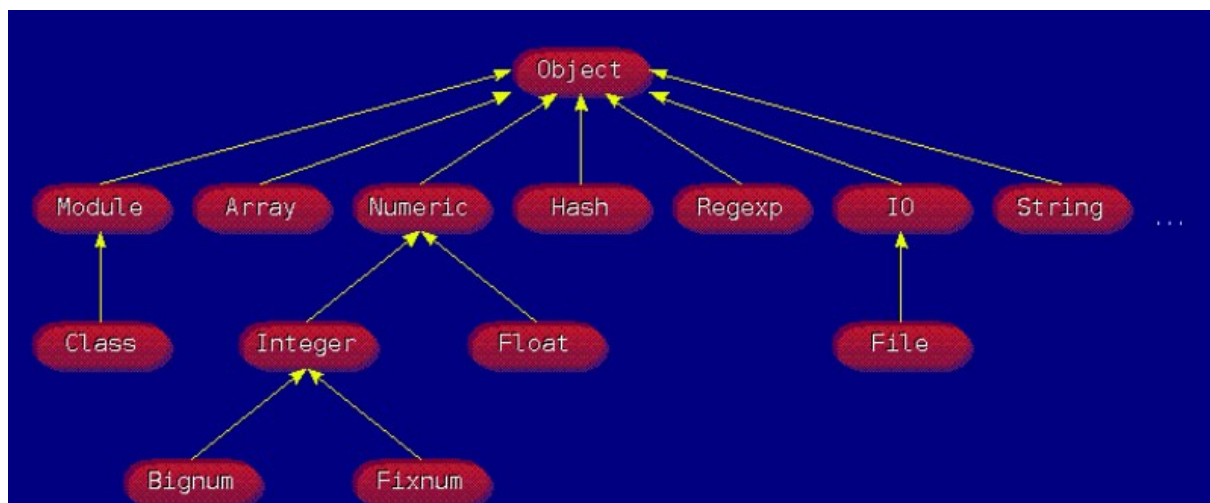 Object
Module Array Numeric Hash Regexp IO String ...
Class Integer Float File
Bignum Fixnum